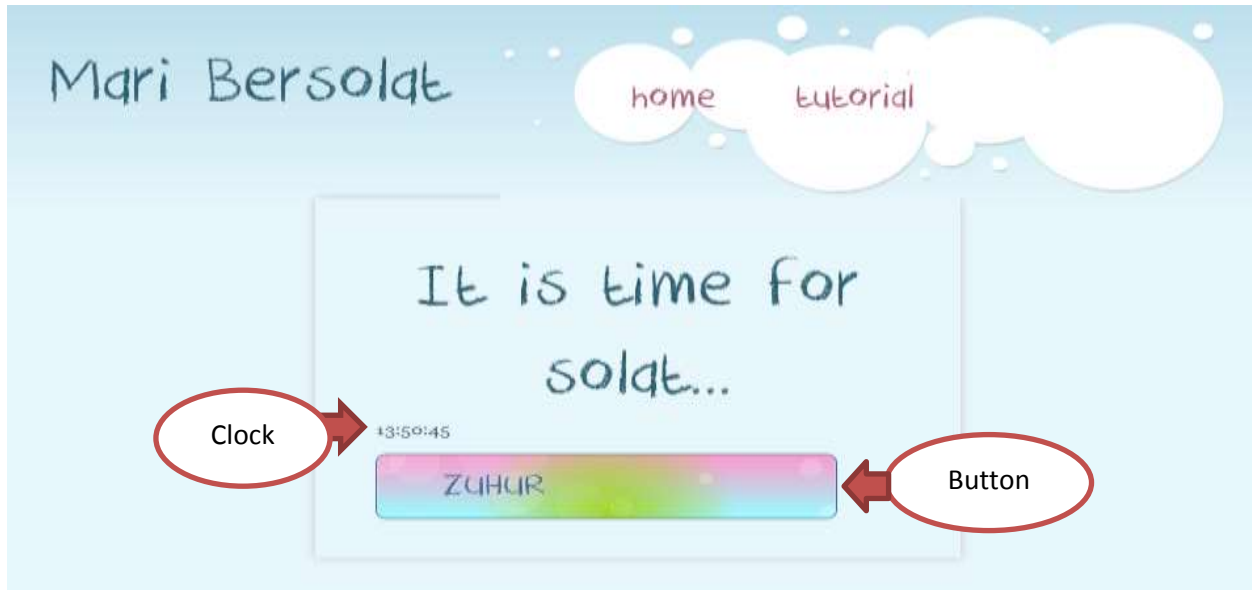 Mari Bersolat
home tutorial
It is time for
solat...
Clock
13:50:45
ZUHUR
Button